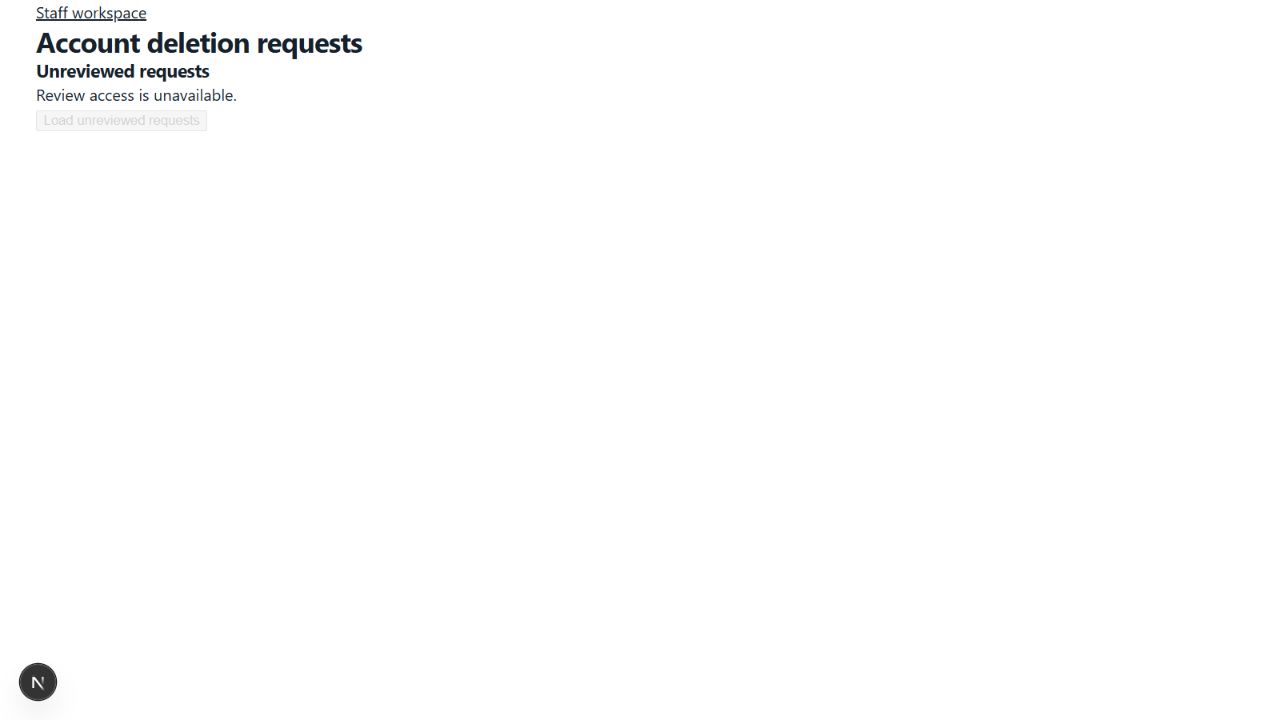 Staff workspace
Account deletion requests
Unreviewed requests
Review access is unavailable.
Load unreviewed requests
N